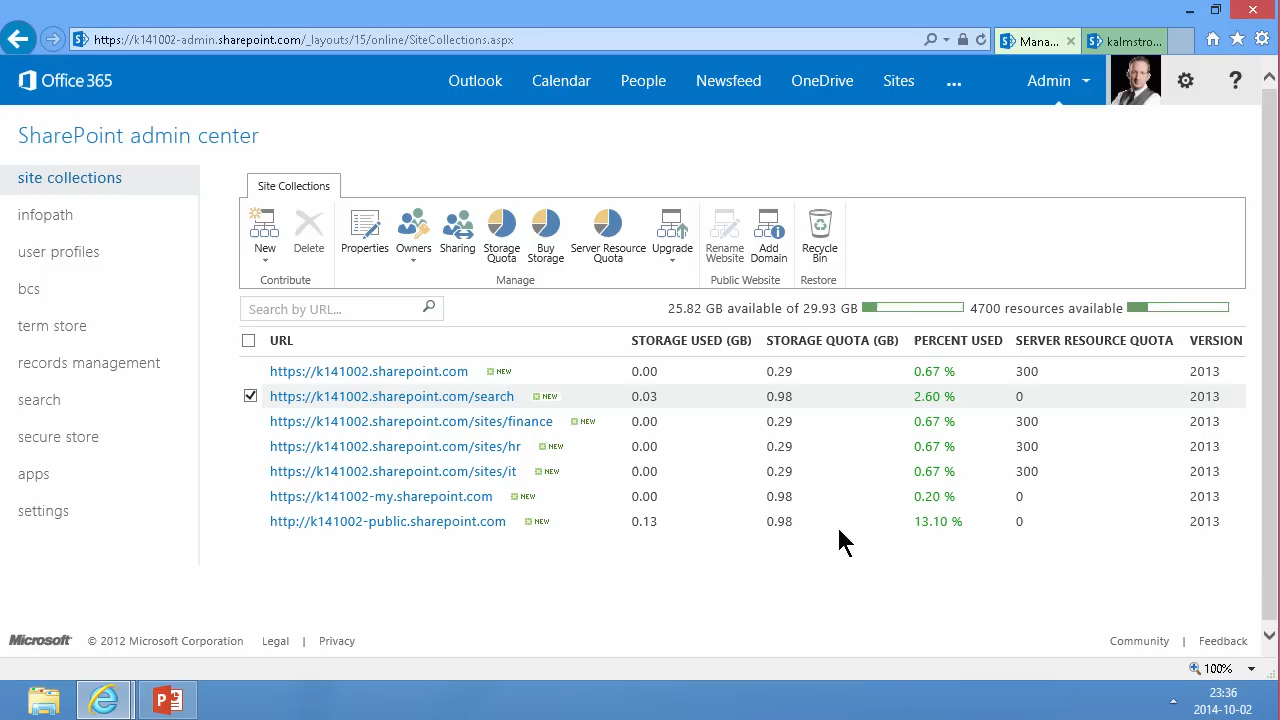 https://k141002-admin.sharepoint.com/_layouts/15/online/SiteCollections.aspx
Mana...
kalmstro...
Office 365
Outlook Calendar People Newsfeed OneDrive Sites ... Admin
?
SharePoint admin center
site collections
infopath
user profiles
bcs
term store
records management
search
secure store
apps
settings
Site Collections
New Delete Properties Owners Sharing Storage Quota Buy Storage Server Resource Quota Upgrade Rename Website Add Domain Recycle Bin
Contribute Manage Public Website Restore
Search by URL... 25.82 GB available of 29.93 GB 4700 resources available
URL STORAGE USED (GB) STORAGE QUOTA (GB) PERCENT USED SERVER RESOURCE QUOTA VERSION
https://k141002.sharepoint.com NEW 0.00 0.29 0.67 % 300 2013
https://k141002.sharepoint.com/search NEW 0.03 0.98 2.60 % 0 2013
https://k141002.sharepoint.com/sites/finance NEW 0.00 0.29 0.67 % 300 2013
https://k141002.sharepoint.com/sites/hr NEW 0.00 0.29 0.67 % 300 2013
https://k141002.sharepoint.com/sites/it NEW 0.00 0.29 0.67 % 300 2013
https://k141002-my.sharepoint.com NEW 0.00 0.98 0.20 % 0 2013
http://k141002-public.sharepoint.com NEW 0.13 0.98 13.10 % 0 2013
Microsoft © 2012 Microsoft Corporation Legal | Privacy Community | Feedback
100%
23:36
2014-10-02